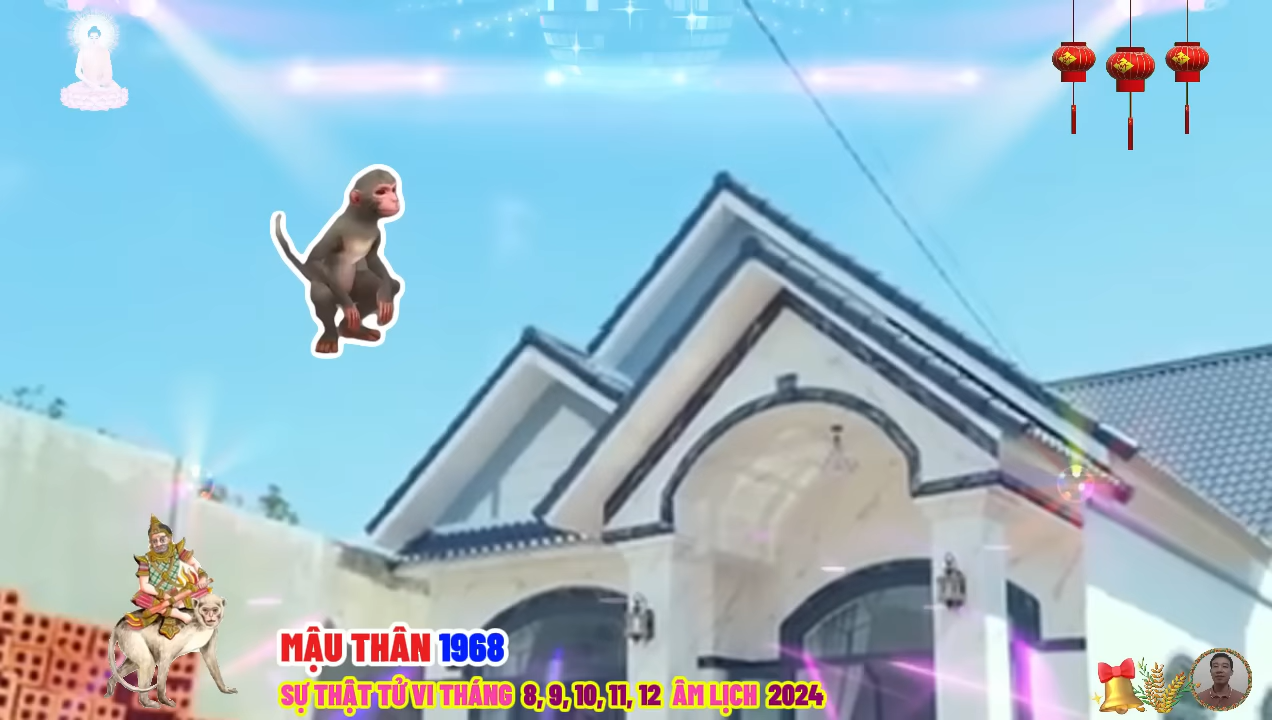 MẬU THÂN 1968
SỰ THẬT TỬ VI THÁNG 8, 9, 10, 11, 12 ÂM LỊCH 2024